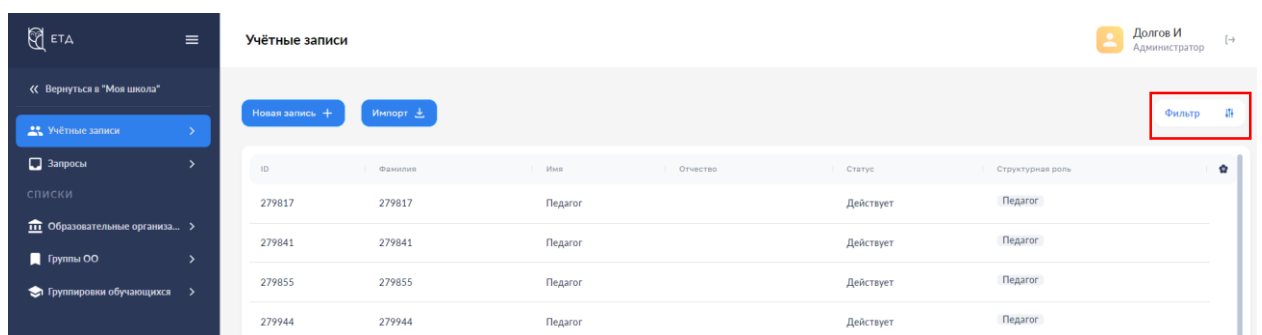 ЕТД
Учётные записи
Долгов И
Администратор
Вернуться в "Моя школа"
Новая запись +
Импорт
Фильтр
Учётные записи
Запросы
СПИСКИ
Образовательные организа...
Группы ОО
Группировки обучающихся
ID Фамилия Имя Отчество Статус Структурная роль
279817 279817 Педагог Действует Педагог
279841 279841 Педагог Действует Педагог
279855 279855 Педагог Действует Педагог
279944 279944 Педагог Действует Педагог